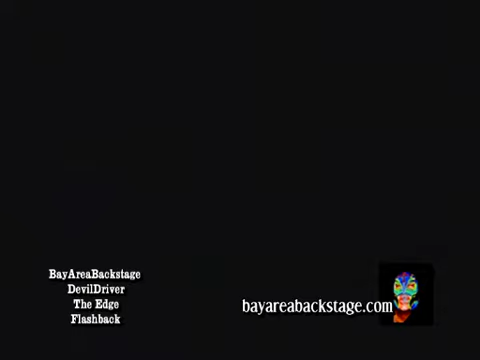 BayAreaBackstage
DevilDriver
The Edge
Flashback
bayareabackstage.com